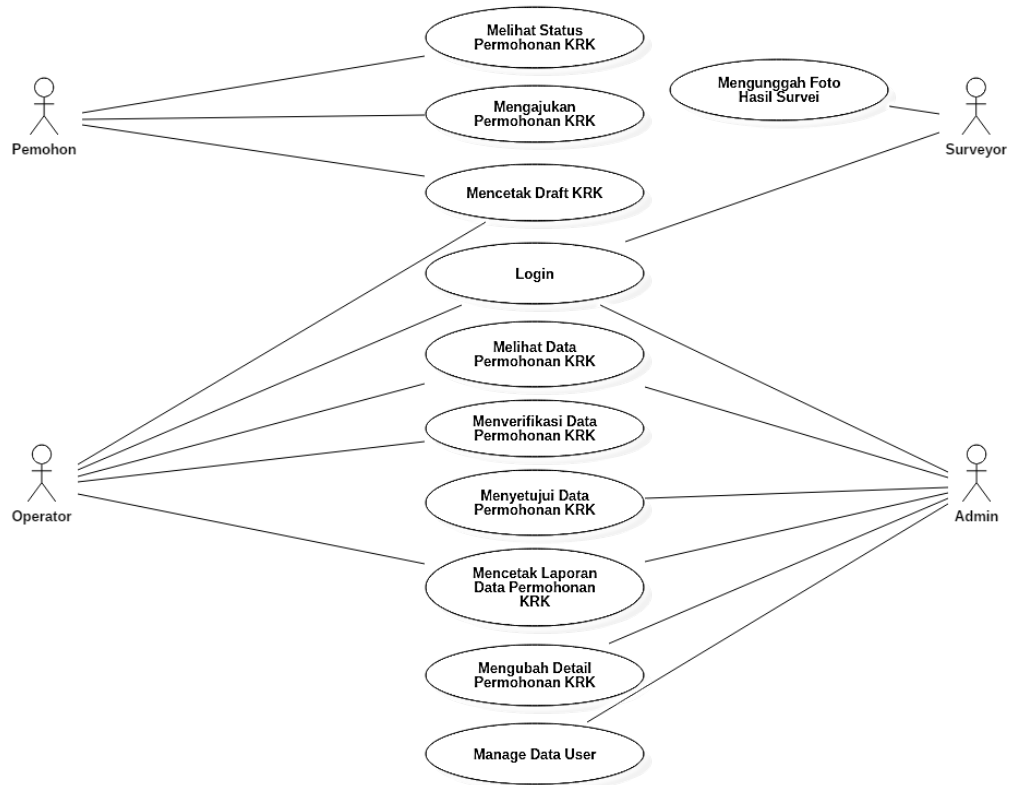 Melihat Status
Permohonan KRK
Mengunggah Foto
Hasil Survei
Mengajukan
Permohonan KRK
Pemohon
Surveyor
Mencetak Draft KRK
Login
Melihat Data
Permohonan KRK
Menverifikasi Data
Permohonan KRK
Menyetujui Data
Permohonan KRK
Operator
Admin
Mencetak Laporan
Data Permohonan
KRK
Mengubah Detail
Permohonan KRK
Manage Data User